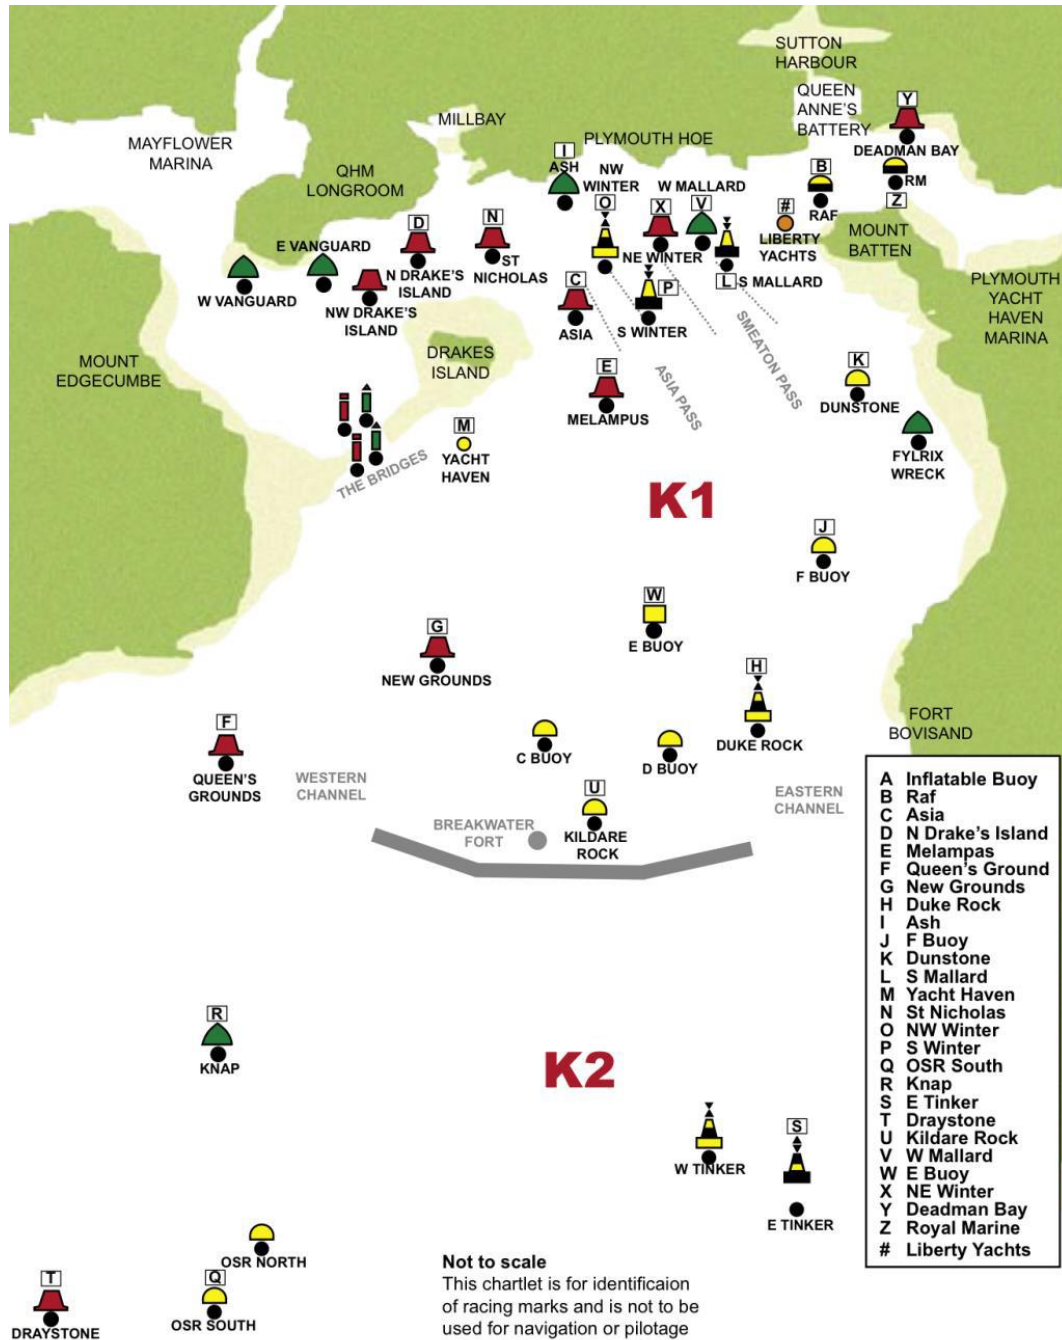 SUTTON
HARBOUR
QUEEN
ANNE'S
BATTERY
Y
DEADMAN BAY
MILLBAY
MAYFLOWER
MARINA
PLYMOUTH HOE
I
ASH
NW
WINTER
W MALLARD
B
RAF
RM
Z
QHM
LONGROOM
O
X
V
#
LIBERTY
YACHTS
MOUNT
BATTEN
D
N
E VANGUARD
N DRAKE'S
ISLAND
ST
NICHOLAS
NE WINTER
W VANGUARD
NW DRAKE'S
ISLAND
C
ASIA
P
S WINTER
L
S MALLARD
PLYMOUTH
YACHT
HAVEN
MARINA
MOUNT
EDGECUMBE
DRAKES
ISLAND
E
MELAMPUS
ASIA PASS
SMEATON PASS
K
DUNSTONE
M
YACHT
HAVEN
THE BRIDGES
FYLRIX
WRECK
K1
J
F BUOY
W
E BUOY
G
NEW GROUNDS
H
DUKE ROCK
FORT
BOVISAND
F
QUEEN'S
GROUNDS
C BUOY
D BUOY
WESTERN
CHANNEL
EASTERN
CHANNEL
U
KILDARE
ROCK
BREAKWATER
FORT
A Inflatable Buoy
B Raf
C Asia
D N Drake's Island
E Melampas
F Queen's Ground
G New Grounds
H Duke Rock
I Ash
J F Buoy
K Dunstone
L S Mallard
M Yacht Haven
N St Nicholas
O NW Winter
P S Winter
Q OSR South
R Knap
S E Tinker
T Draystone
U Kildare Rock
V W Mallard
W E Buoy
X NE Winter
Y Deadman Bay
Z Royal Marine
# Liberty Yachts
R
KNAP
K2
W TINKER
S
E TINKER
OSR NORTH
Q
OSR SOUTH
T
DRAYSTONE
Not to scale
This chartlet is for identificaion
of racing marks and is not to be
used for navigation or pilotage